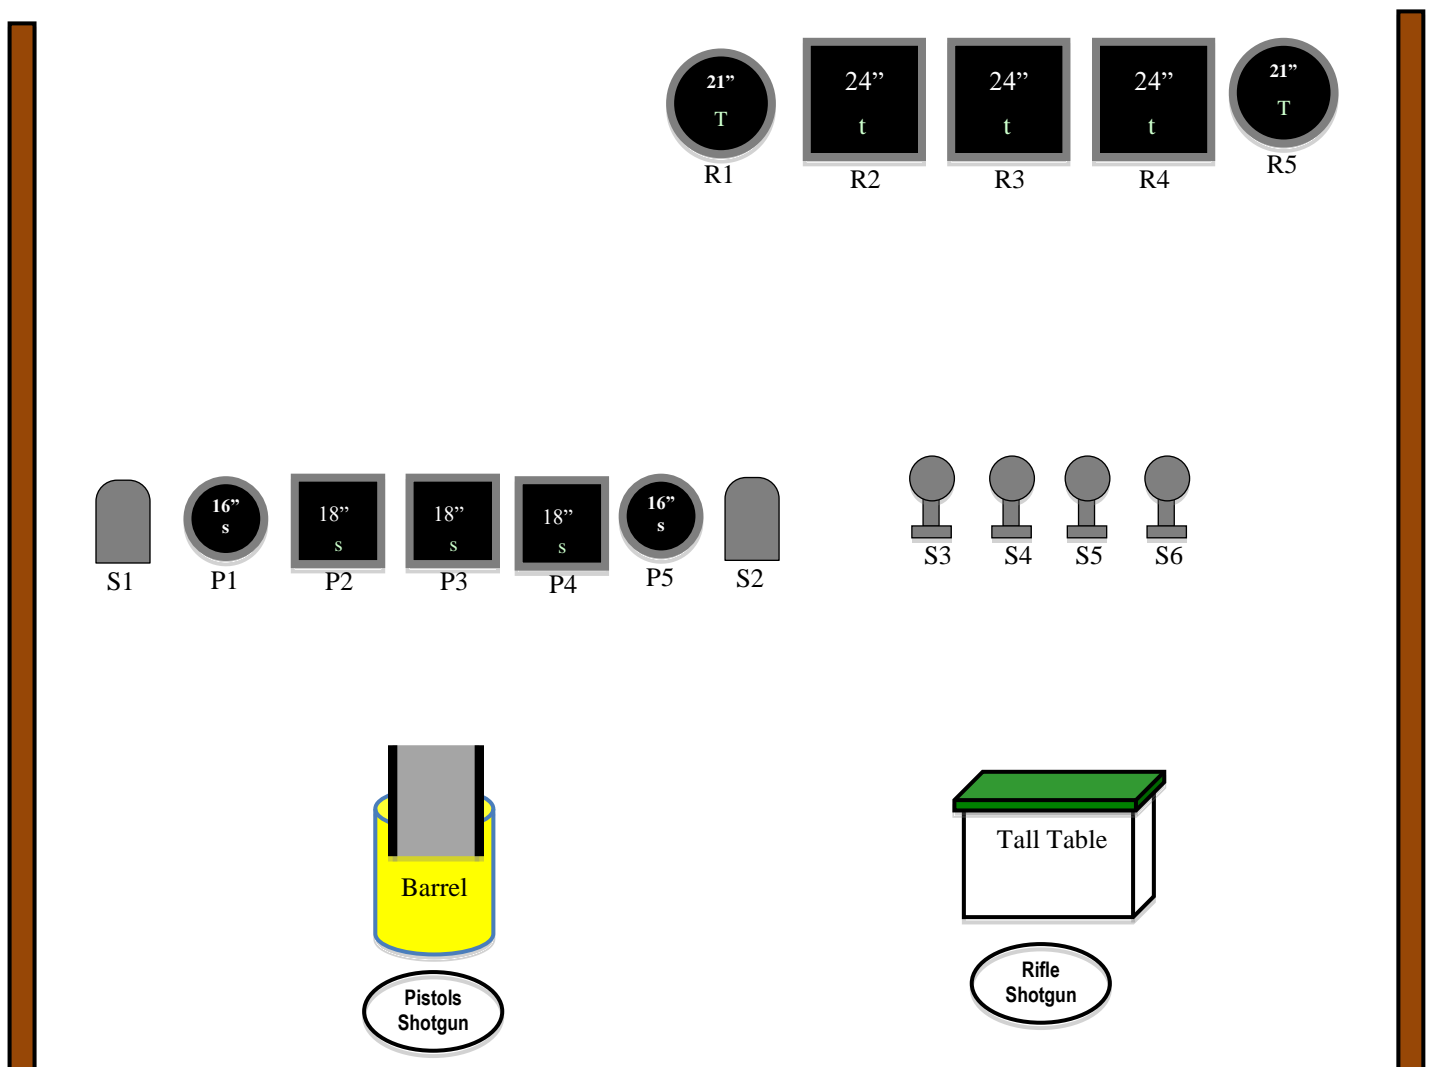 21”
T
R1
24”
t
R2
24”
t
R3
24”
t
R4
21”
T
R5
S1
16”
s
P1
18”
s
P2
18”
s
P3
18”
s
P4
16”
s
P5
S2
S3
S4
S5
S6
Barrel
Tall Table
Pistols
Shotgun
Rifle
Shotgun